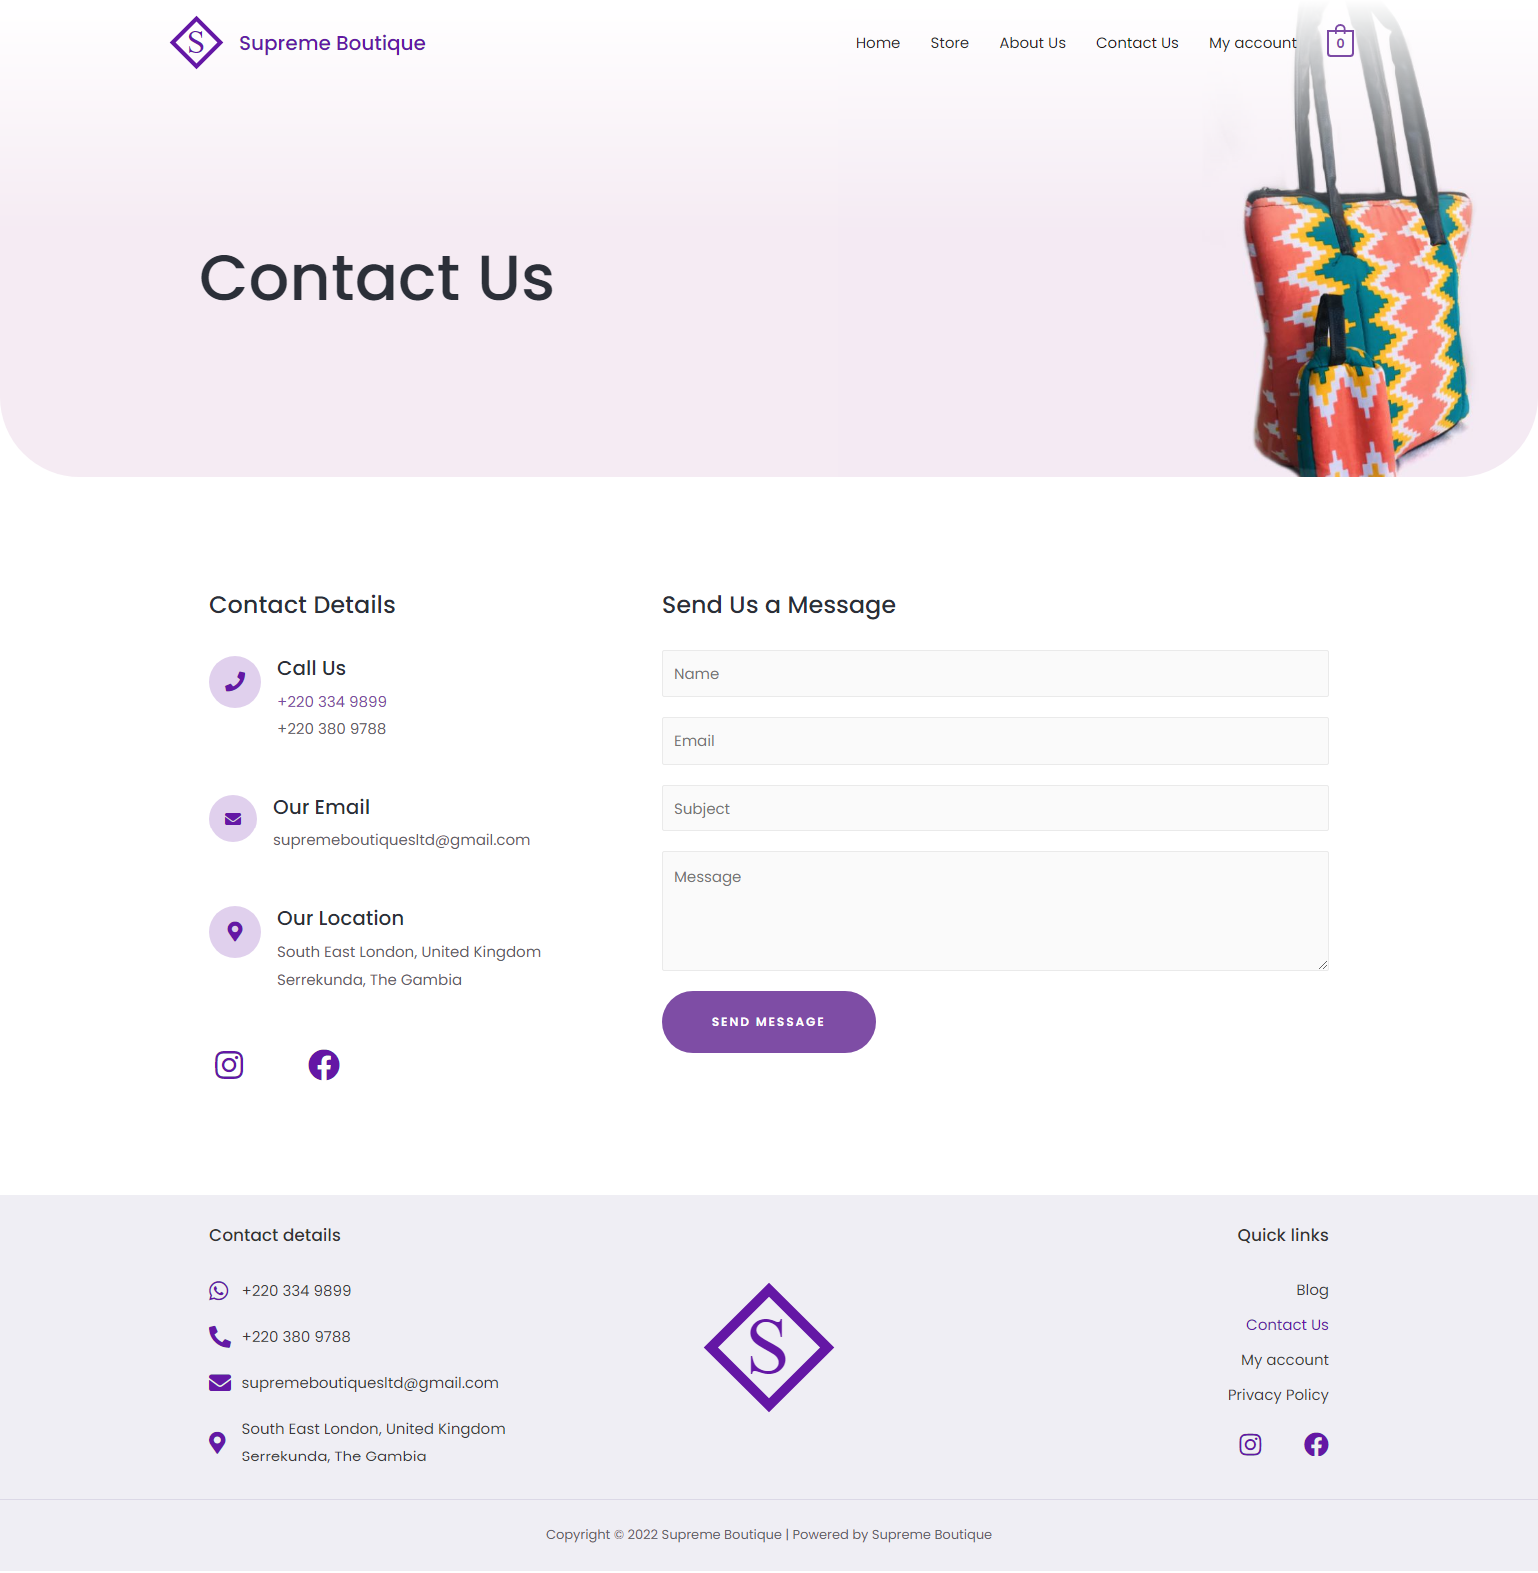 S
Supreme Boutique
Home
Store
About Us
Contact Us
My account
0
Contact Us
Contact Details
Call Us
+220 334 9899
+220 380 9788
Our Email
supremeboutiquesltd@gmail.com
Our Location
South East London, United Kingdom
Serrekunda, The Gambia
Send Us a Message
Name
Email
Subject
Message
SEND MESSAGE
Contact details
+220 334 9899
+220 380 9788
supremeboutiquesltd@gmail.com
South East London, United Kingdom
Serrekunda, The Gambia
S
Quick links
Blog
Contact Us
My account
Privacy Policy
Copyright © 2022 Supreme Boutique | Powered by Supreme Boutique